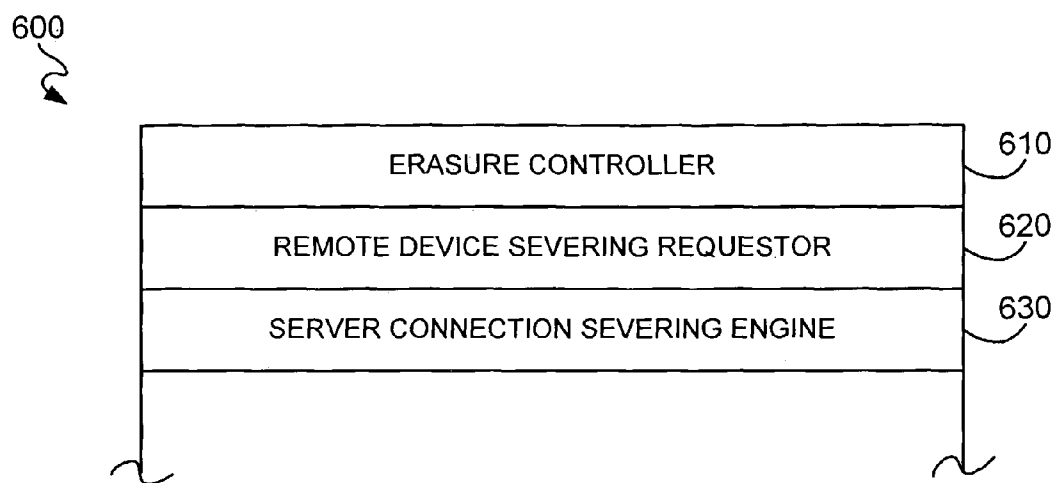 600
ERASURE CONTROLLER
610
REMOTE DEVICE SEVERING REQUESTOR
620
SERVER CONNECTION SEVERING ENGINE
630